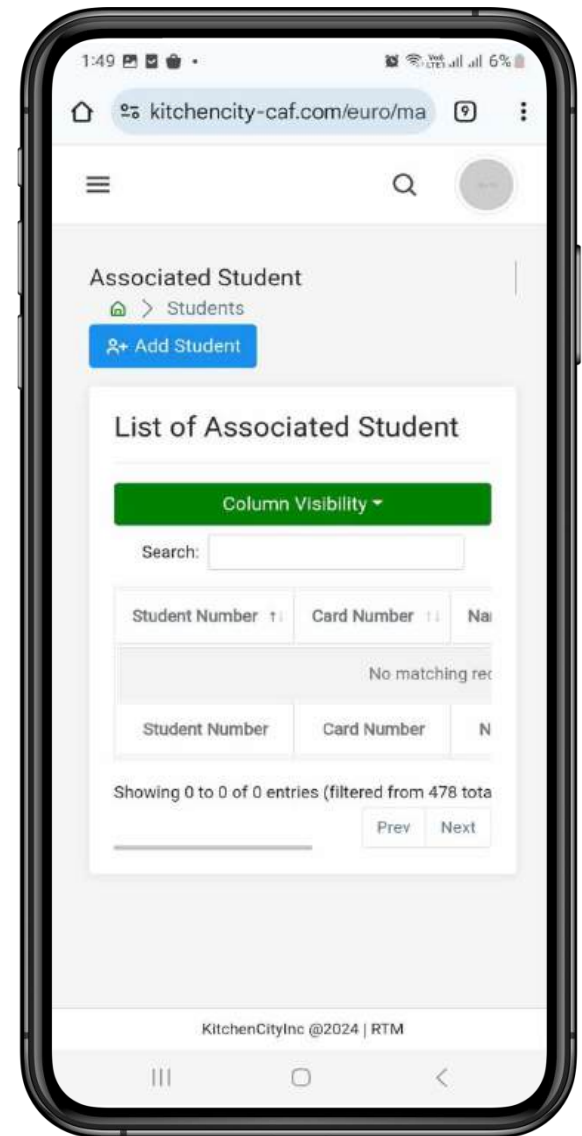 1:49 6%
kitchencity-caf.com/euro/ma 9
Associated Student
Students
Add Student
List of Associated Student
Column Visibility
Search:
Student Number Card Number Na
No matching rec
Student Number Card Number N
Showing 0 to 0 of 0 entries (filtered from 478 tota
Prev Next
KitchenCityInc @2024 | RTM